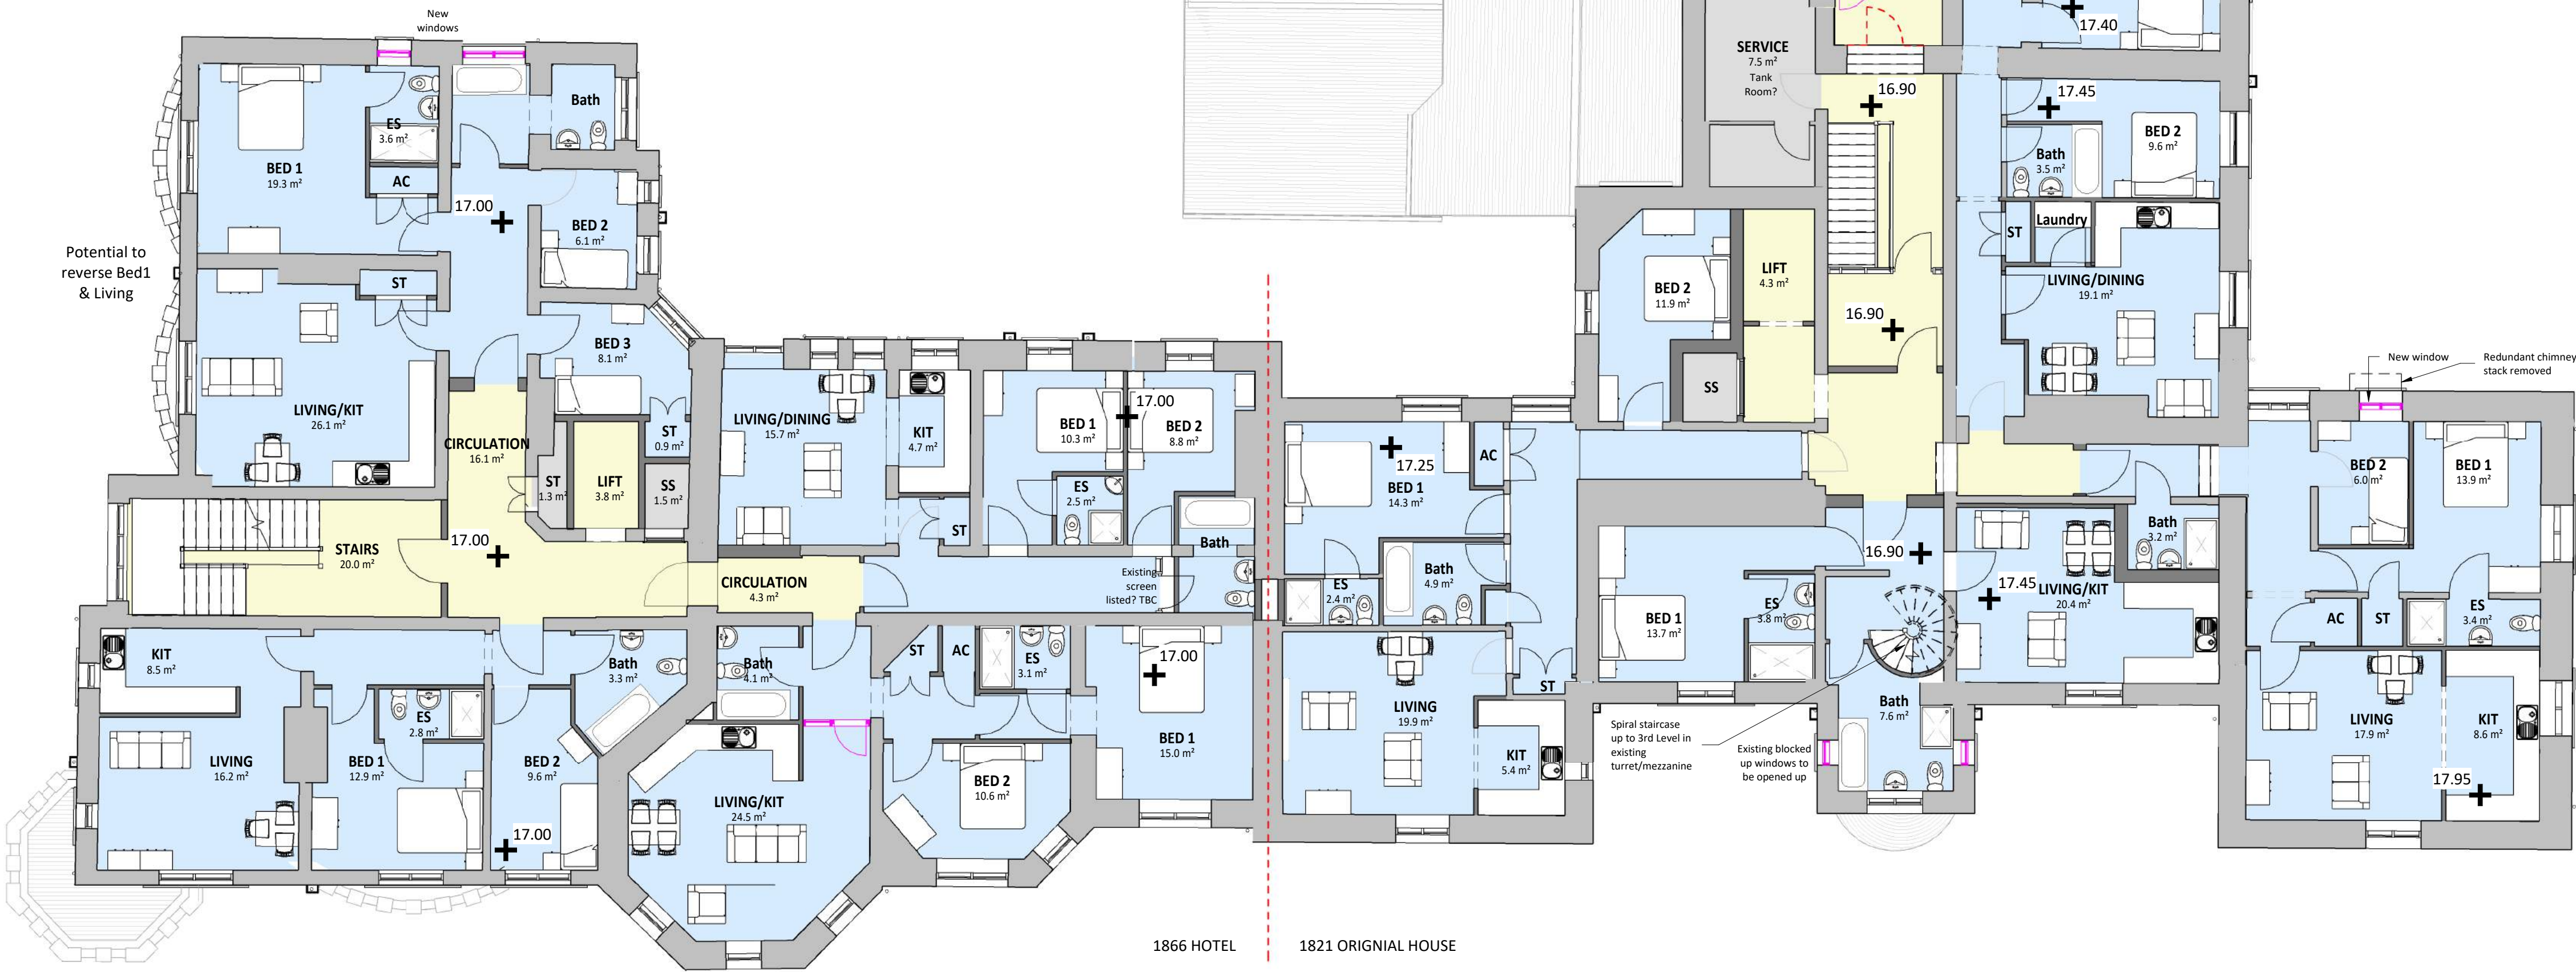 New
windows
Bath
ES
3.6 m²
BED 1
19.3 m²
AC
17.00
BED 2
6.1 m²
Potential to
reverse Bed1
& Living
ST
LIVING/KIT
26.1 m²
BED 3
8.1 m²
CIRCULATION
16.1 m²
ST
0.9 m²
ST
1.3 m²
LIFT
3.8 m²
SS
1.5 m²
STAIRS
20.0 m²
17.00
LIVING/DINING
15.7 m²
KIT
4.7 m²
BED 1
10.3 m²
17.00
BED 2
8.8 m²
ES
2.5 m²
ST
Bath
CIRCULATION
4.3 m²
Existing
screen
listed? TBC
KIT
8.5 m²
LIVING
16.2 m²
ES
2.8 m²
BED 1
12.9 m²
BED 2
9.6 m²
17.00
Bath
3.3 m²
Bath
4.1 m²
ST
AC
ES
3.1 m²
17.00
BED 1
15.0 m²
BED 2
10.6 m²
LIVING/KIT
24.5 m²
1866 HOTEL
1821 ORIGNIAL HOUSE
SERVICE
7.5 m²
Tank
Room?
17.40
16.90
17.45
BED 2
9.6 m²
Bath
3.5 m²
ST
Laundry
LIVING/DINING
19.1 m²
BED 2
11.9 m²
LIFT
4.3 m²
16.90
SS
New window
Redundant chimney
stack removed
17.25
BED 1
14.3 m²
AC
ES
2.4 m²
Bath
4.9 m²
LIVING
19.9 m²
ST
KIT
5.4 m²
BED 1
13.7 m²
ES
3.8 m²
16.90
17.45
LIVING/KIT
20.4 m²
Bath
3.2 m²
Bath
7.6 m²
Spiral staircase
up to 3rd Level in
existing
turret/mezzanine
Existing blocked
up windows to
be opened up
BED 2
6.0 m²
BED 1
13.9 m²
AC
ST
ES
3.4 m²
LIVING
17.9 m²
KIT
8.6 m²
17.95